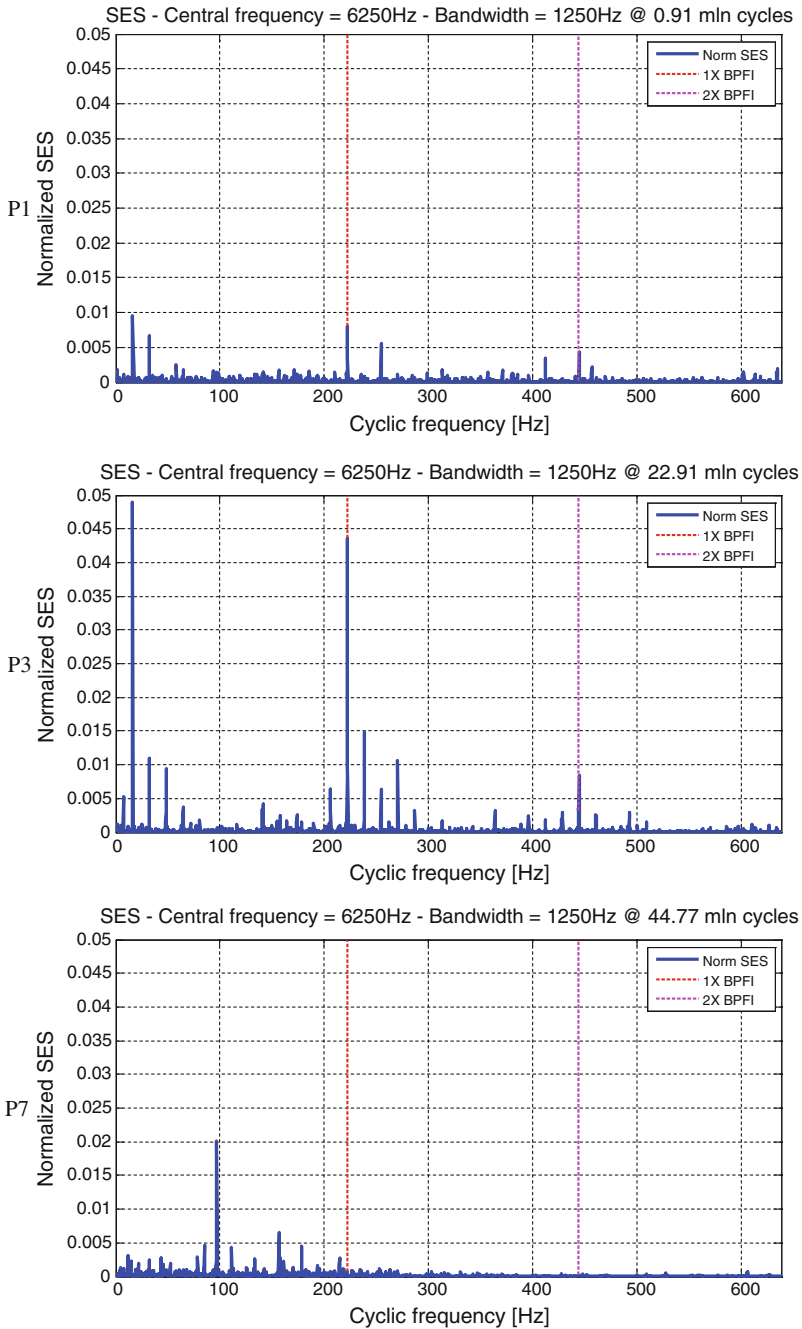 SES - Central frequency = 6250Hz - Bandwidth = 1250Hz @ 0.91 mln cycles
0.05
0.045
0.04
0.035
0.03
0.025
0.02
0.015
0.01
0.005
0
P1
Normalized SES
Norm SES
1X BPFI
2X BPFI
0 100 200 300 400 500 600
Cyclic frequency [Hz]
SES - Central frequency = 6250Hz - Bandwidth = 1250Hz @ 22.91 mln cycles
0.05
0.045
0.04
0.035
0.03
0.025
0.02
0.015
0.01
0.005
0
P3
Normalized SES
Norm SES
1X BPFI
2X BPFI
0 100 200 300 400 500 600
Cyclic frequency [Hz]
SES - Central frequency = 6250Hz - Bandwidth = 1250Hz @ 44.77 mln cycles
0.05
0.045
0.04
0.035
0.03
0.025
0.02
0.015
0.01
0.005
0
P7
Normalized SES
Norm SES
1X BPFI
2X BPFI
0 100 200 300 400 500 600
Cyclic frequency [Hz]